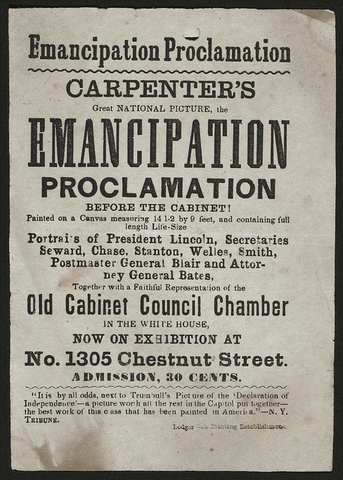 Emancipation Proclamation
CARPENTER'S
Great NATIONAL PICTURE, the
EMANCIPATION
PROCLAMATION
BEFORE THE CABINET!
Painted on a Canvas measuring 14 1-2 by 9 feet, and containing full
length Life-Size
Portraits of President Lincoln, Secretaries
Seward, Chase, Stanton, Welles, Smith,
Postmaster General Blair and Attor-
ney General Bates,
Together with a Faithful Representation of the
Old Cabinet Council Chamber
IN THE WHITE HOUSE,
NOW ON EXHIBITION AT
No. 1305 Chestnut Street.
ADMISSION, 30 CENTS.
"It is by all odds, next to Trumbull's Picture of the 'Declaration of
Independence'—a picture worth all the rest in the Capitol put together—
the best work of this class that has been painted in America."—N. Y.
TRIBUNE.
Ledger Job Printing Establishment.